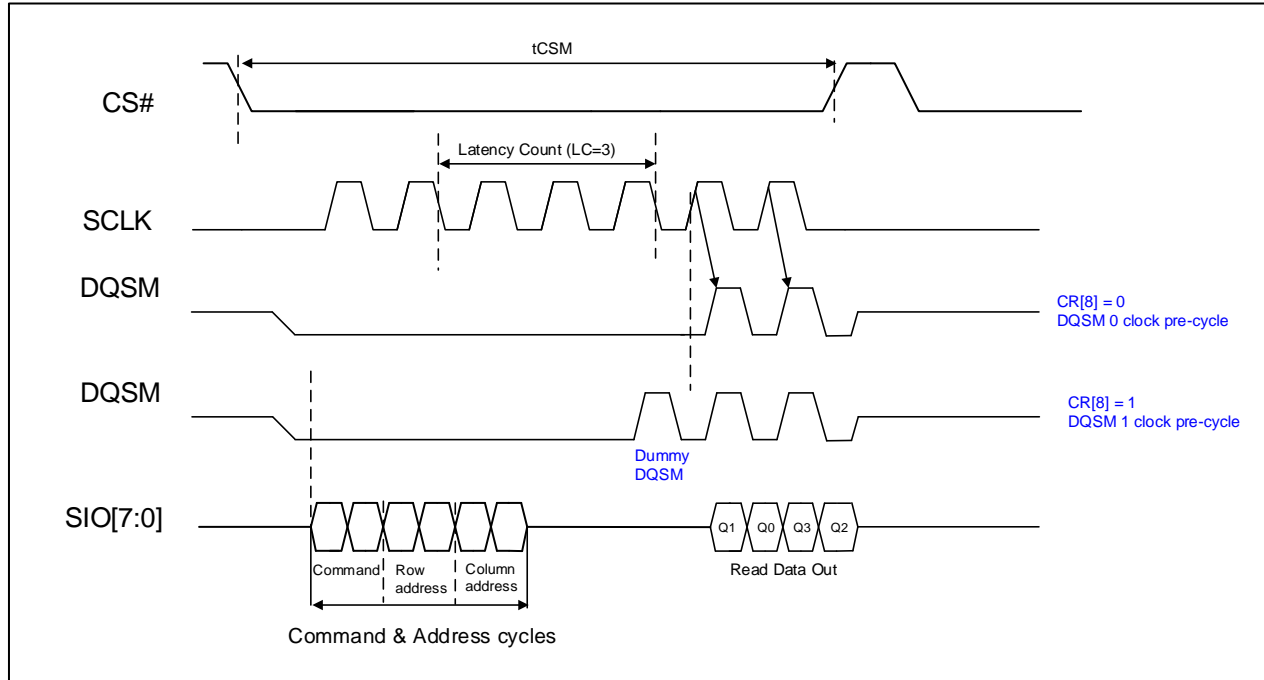 tCSM
CS#
Latency Count (LC=3)
SCLK
DQSM
CR[8] = 0
DQSM 0 clock pre-cycle
DQSM
CR[8] = 1
DQSM 1 clock pre-cycle
Dummy
DQSM
SIO[7:0]
Q1 Q0 Q3 Q2
Command
Row
address
Column
address
Read Data Out
Command & Address cycles